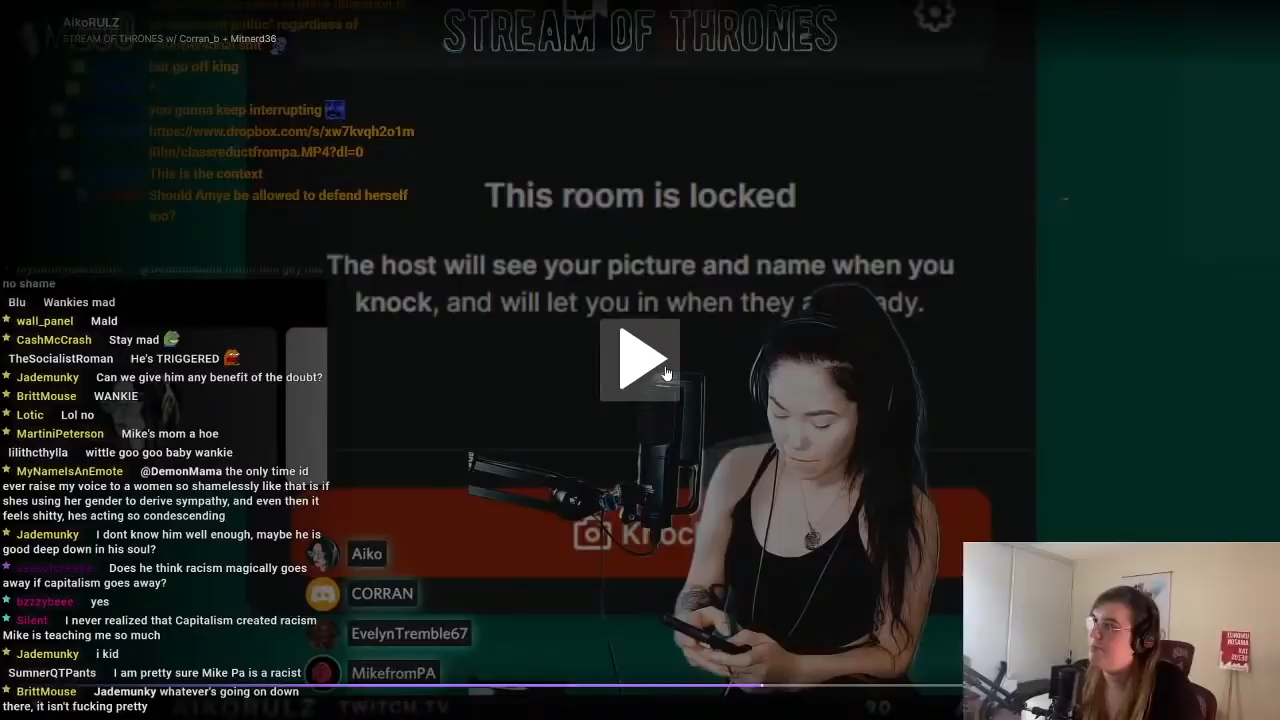 AikoRULZ
STREAM OF THRONES w/ Corran_b + Mitnerd36
STREAM OF THRONES
politic" regardless of
but go off king
you gonna keep interrupting
https://www.dropbox.com/s/xw7kvqh2o1m
This is the context
Should Amye be allowed to defend herself
too?
This room is locked
The host will see your picture and name when you
knock, and will let you in when they
no shame
Blu Wankies mad
wall_panel Mald
CashMcCrash Stay mad
TheSocialistRoman He's TRIGGERED
Jademunky Can we give him any benefit of the doubt?
BrittMouse WANKIE
Lotic Lol no
MartiniPeterson Mike's mom a hoe
lilithcthylla wittle goo goo baby wankie
MyNameIsAnEmote @DemonMama the only time id
ever raise my voice to a women so shamelessly like that is if
shes using her gender to derive sympathy, and even then it
feels shitty, hes acting so condescending
Jademunky I dont know him well enough, maybe he is
good deep down in his soul?
Does he think racism magically goes
away if capitalism goes away?
bzzzybeee yes
Silent I never realized that Capitalism created racism
Mike is teaching me so much
Jademunky i kid
SumnerQTPants I am pretty sure Mike Pa is a racist
BrittMouse Jademunky whatever's going on down
there, it isn't fucking pretty
Aiko
CORRAN
EvelynTremble67
MikefromPA
AIKORULZ TWITCH.TV